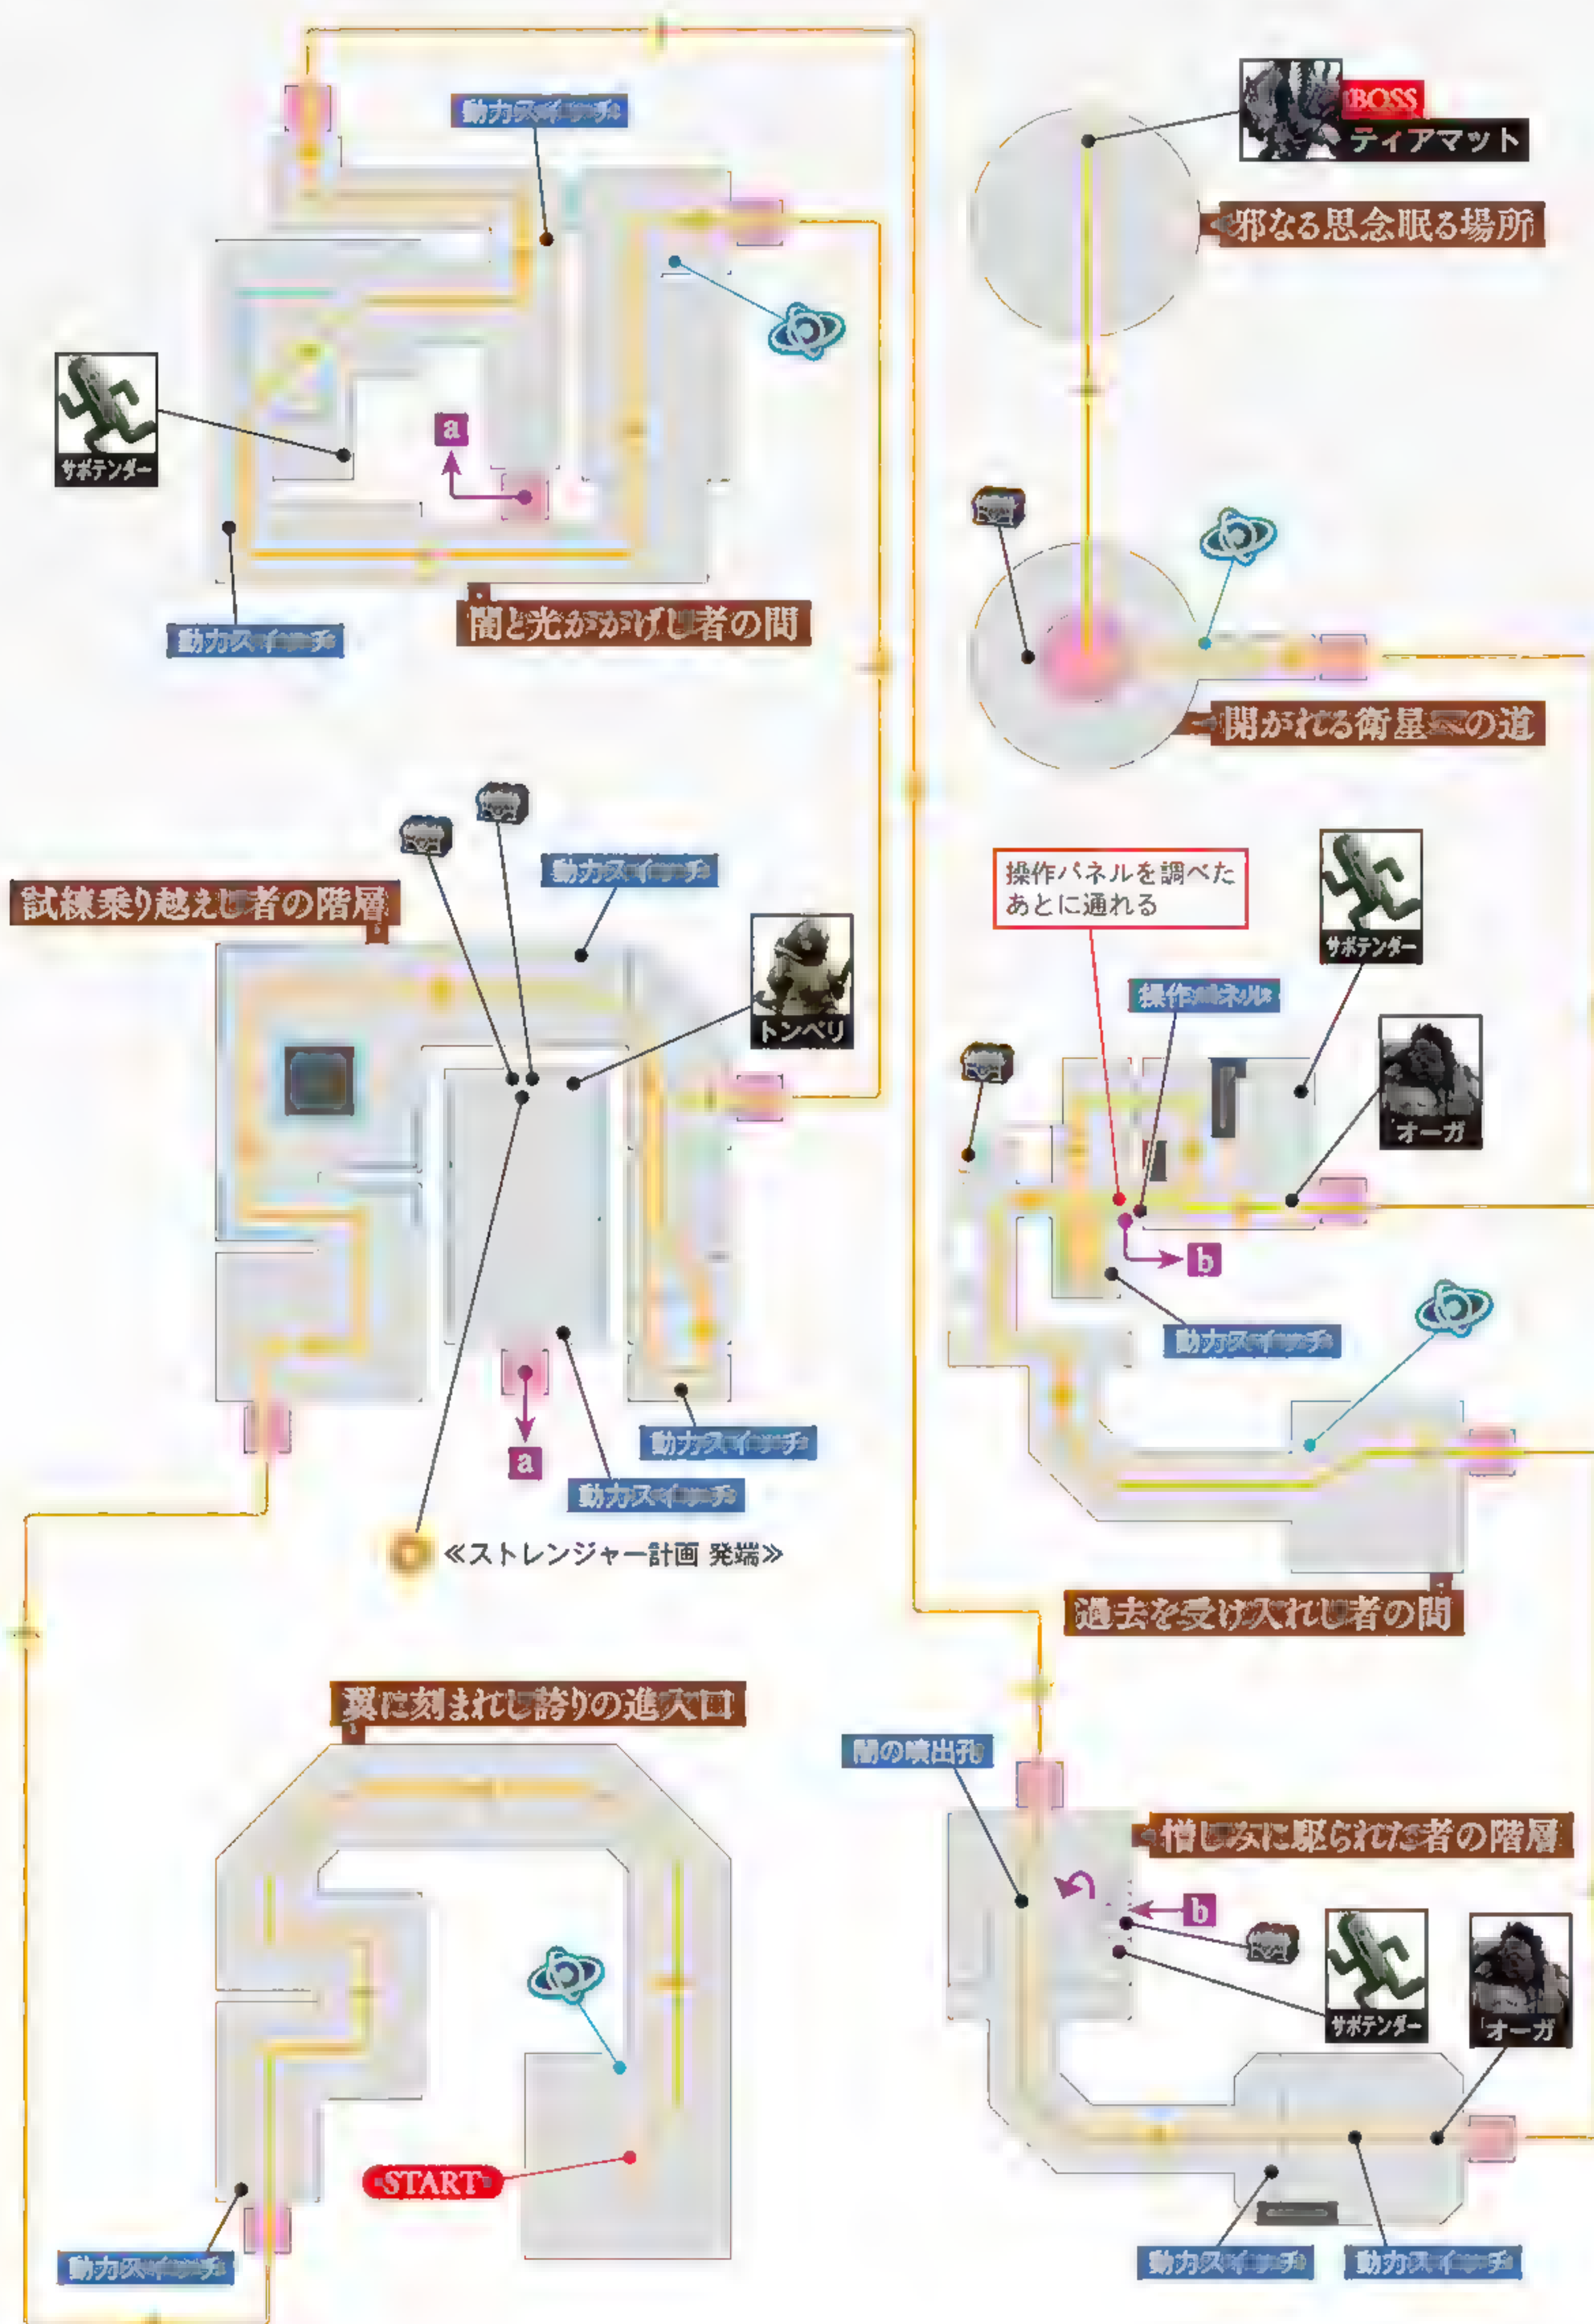 動力スイッチ
BOSS
ティアマット
邪なる思念眠る場所
サボテンダー
a
動力スイッチ
闇と光かかげし者の間
開かれる衛星への道
試練乗り越えし者の階層
動力スイッチ
トンベリ
操作パネルを調べた
あとに通れる
サボテンダー
操作パネル
オーガ
b
動力スイッチ
動力スイッチ
a
動力スイッチ
≪ストレンジャー計画 発端≫
過去を受け入れし者の間
翼に刻まれし誇りの進入口
闇の噴出孔
憎しみに駆られた者の階層
b
サボテンダー
オーガ
START
動力スイッチ
動力スイッチ
動力スイッチ